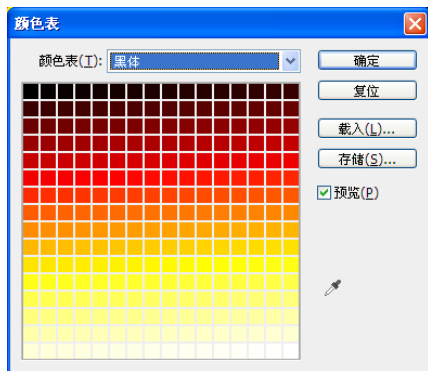 颜色表
颜色表(T): 黑体
确定
复位
载入(L)...
存储(S)...
预览(P)